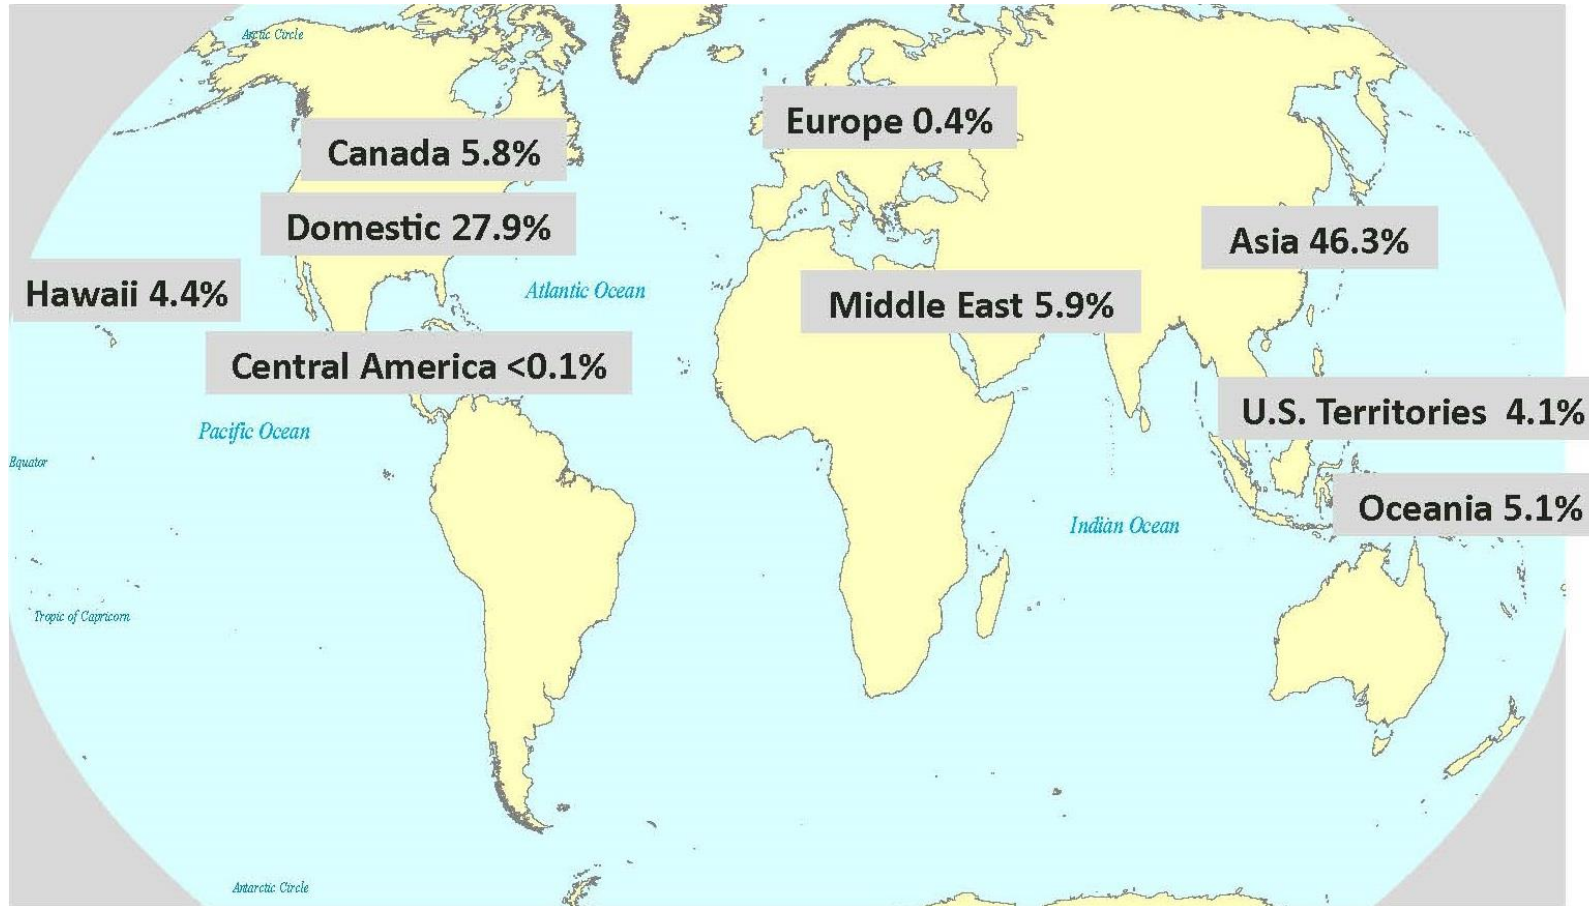 Arctic Circle
Europe 0.4%
Canada 5.8%
Domestic 27.9%
Asia 46.3%
Hawaii 4.4%
Atlantic Ocean
Middle East 5.9%
Central America <0.1%
U.S. Territories 4.1%
Pacific Ocean
Equator
Oceania 5.1%
Indian Ocean
Tropic of Capricorn
Antarctic Circle